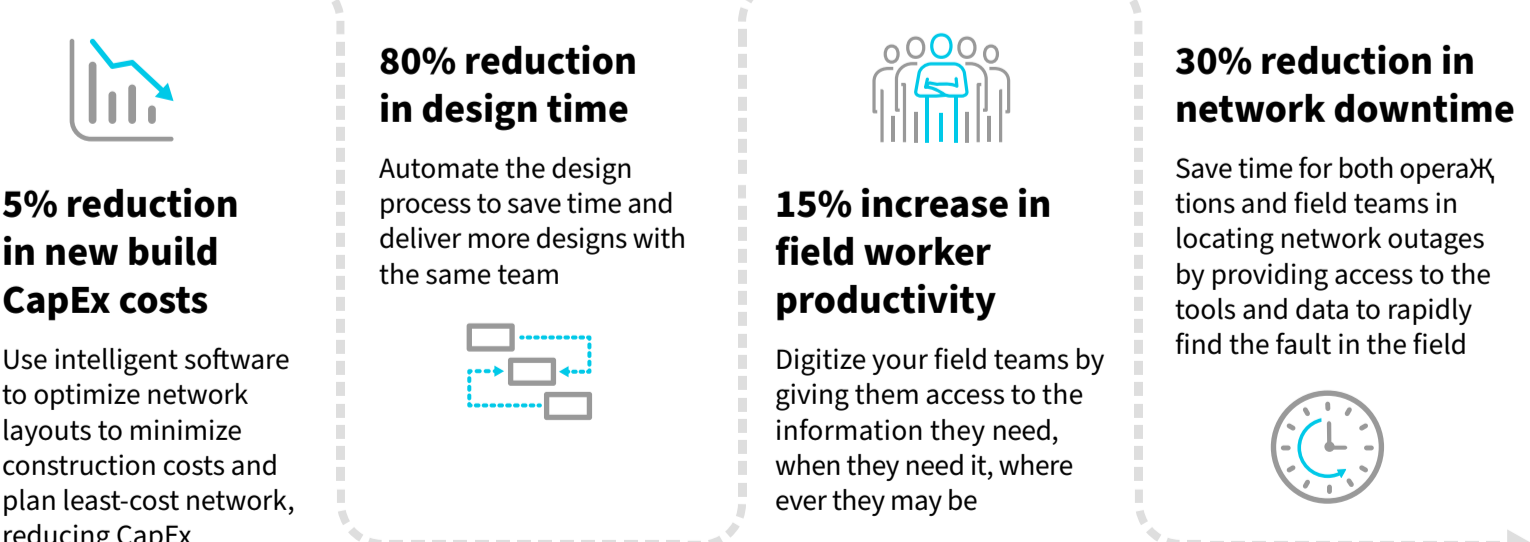 5% reduction
in new build
CapEx costs
Use intelligent software
to optimize network
layouts to minimize
construction costs and
plan least-cost network,
reducing CapEx
80% reduction
in design time
Automate the design
process to save time and
deliver more designs with
the same team
15% increase in
field worker
productivity
Digitize your field teams by
giving them access to the
information they need,
when they need it, where
ever they may be
30% reduction in
network downtime
Save time for both operaӜ
tions and field teams in
locating network outages
by providing access to the
tools and data to rapidly
find the fault in the field